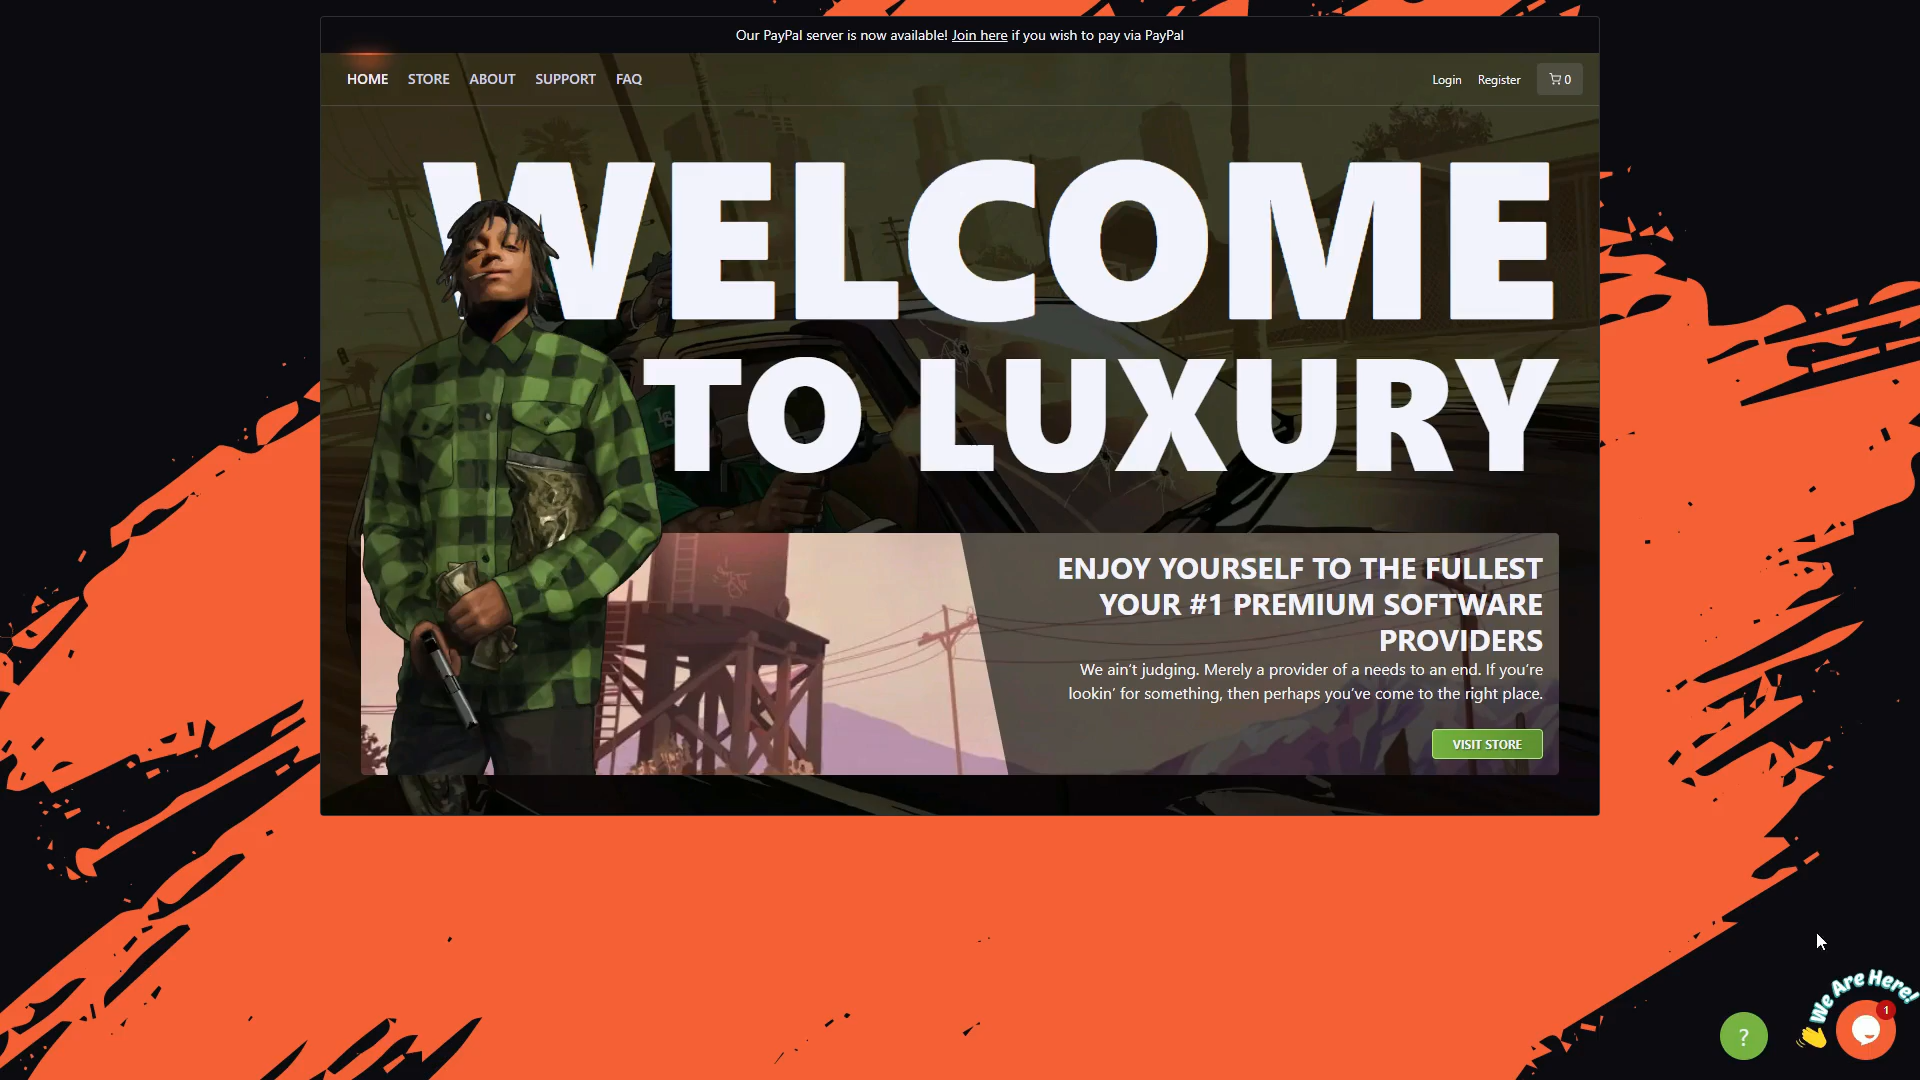 Our PayPal server is now available! Join here if you wish to pay via PayPal
HOME STORE ABOUT SUPPORT FAQ
Login Register 0
WELCOME
TO LUXURY
ENJOY YOURSELF TO THE FULLEST
YOUR #1 PREMIUM SOFTWARE
PROVIDERS
We ain’t judging. Merely a provider of a needs to an end. If you’re
lookin’ for something, then perhaps you’ve come to the right place.
VISIT STORE
We Are Here!
1
?